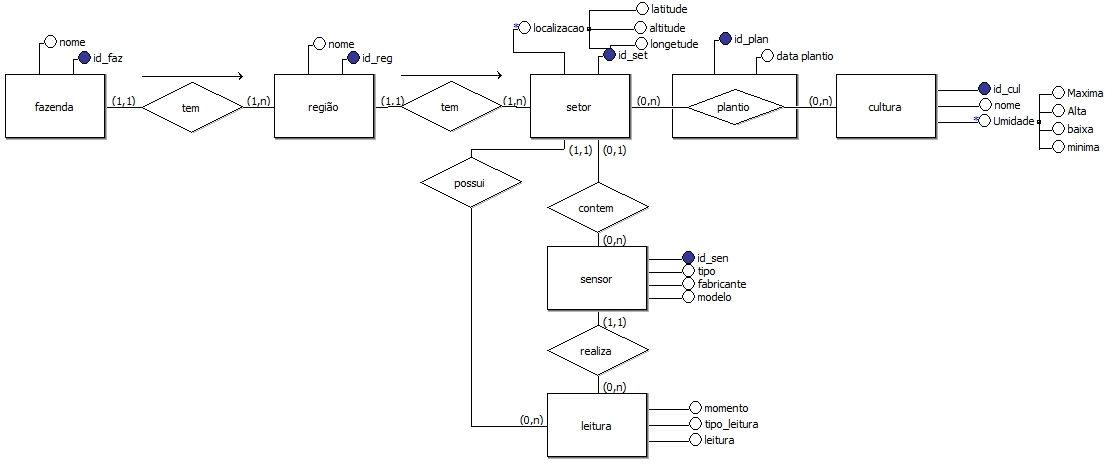 latitude
* localizacao
altitude
longetude
id_set
nome
id_faz
nome
id_reg
id_plan
data plantio
fazenda
(1,1)
tem
(1,n)
região
(1,1)
tem
(1,n)
setor
(0,n)
plantio
(0,n)
cultura
id_cul
nome
* Umidade
Maxima
Alta
baixa
minima
(1,1)
(0,1)
possui
contem
(0,n)
sensor
id_sen
tipo
fabricante
modelo
(1,1)
realiza
(0,n)
(0,n)
leitura
momento
tipo_leitura
leitura